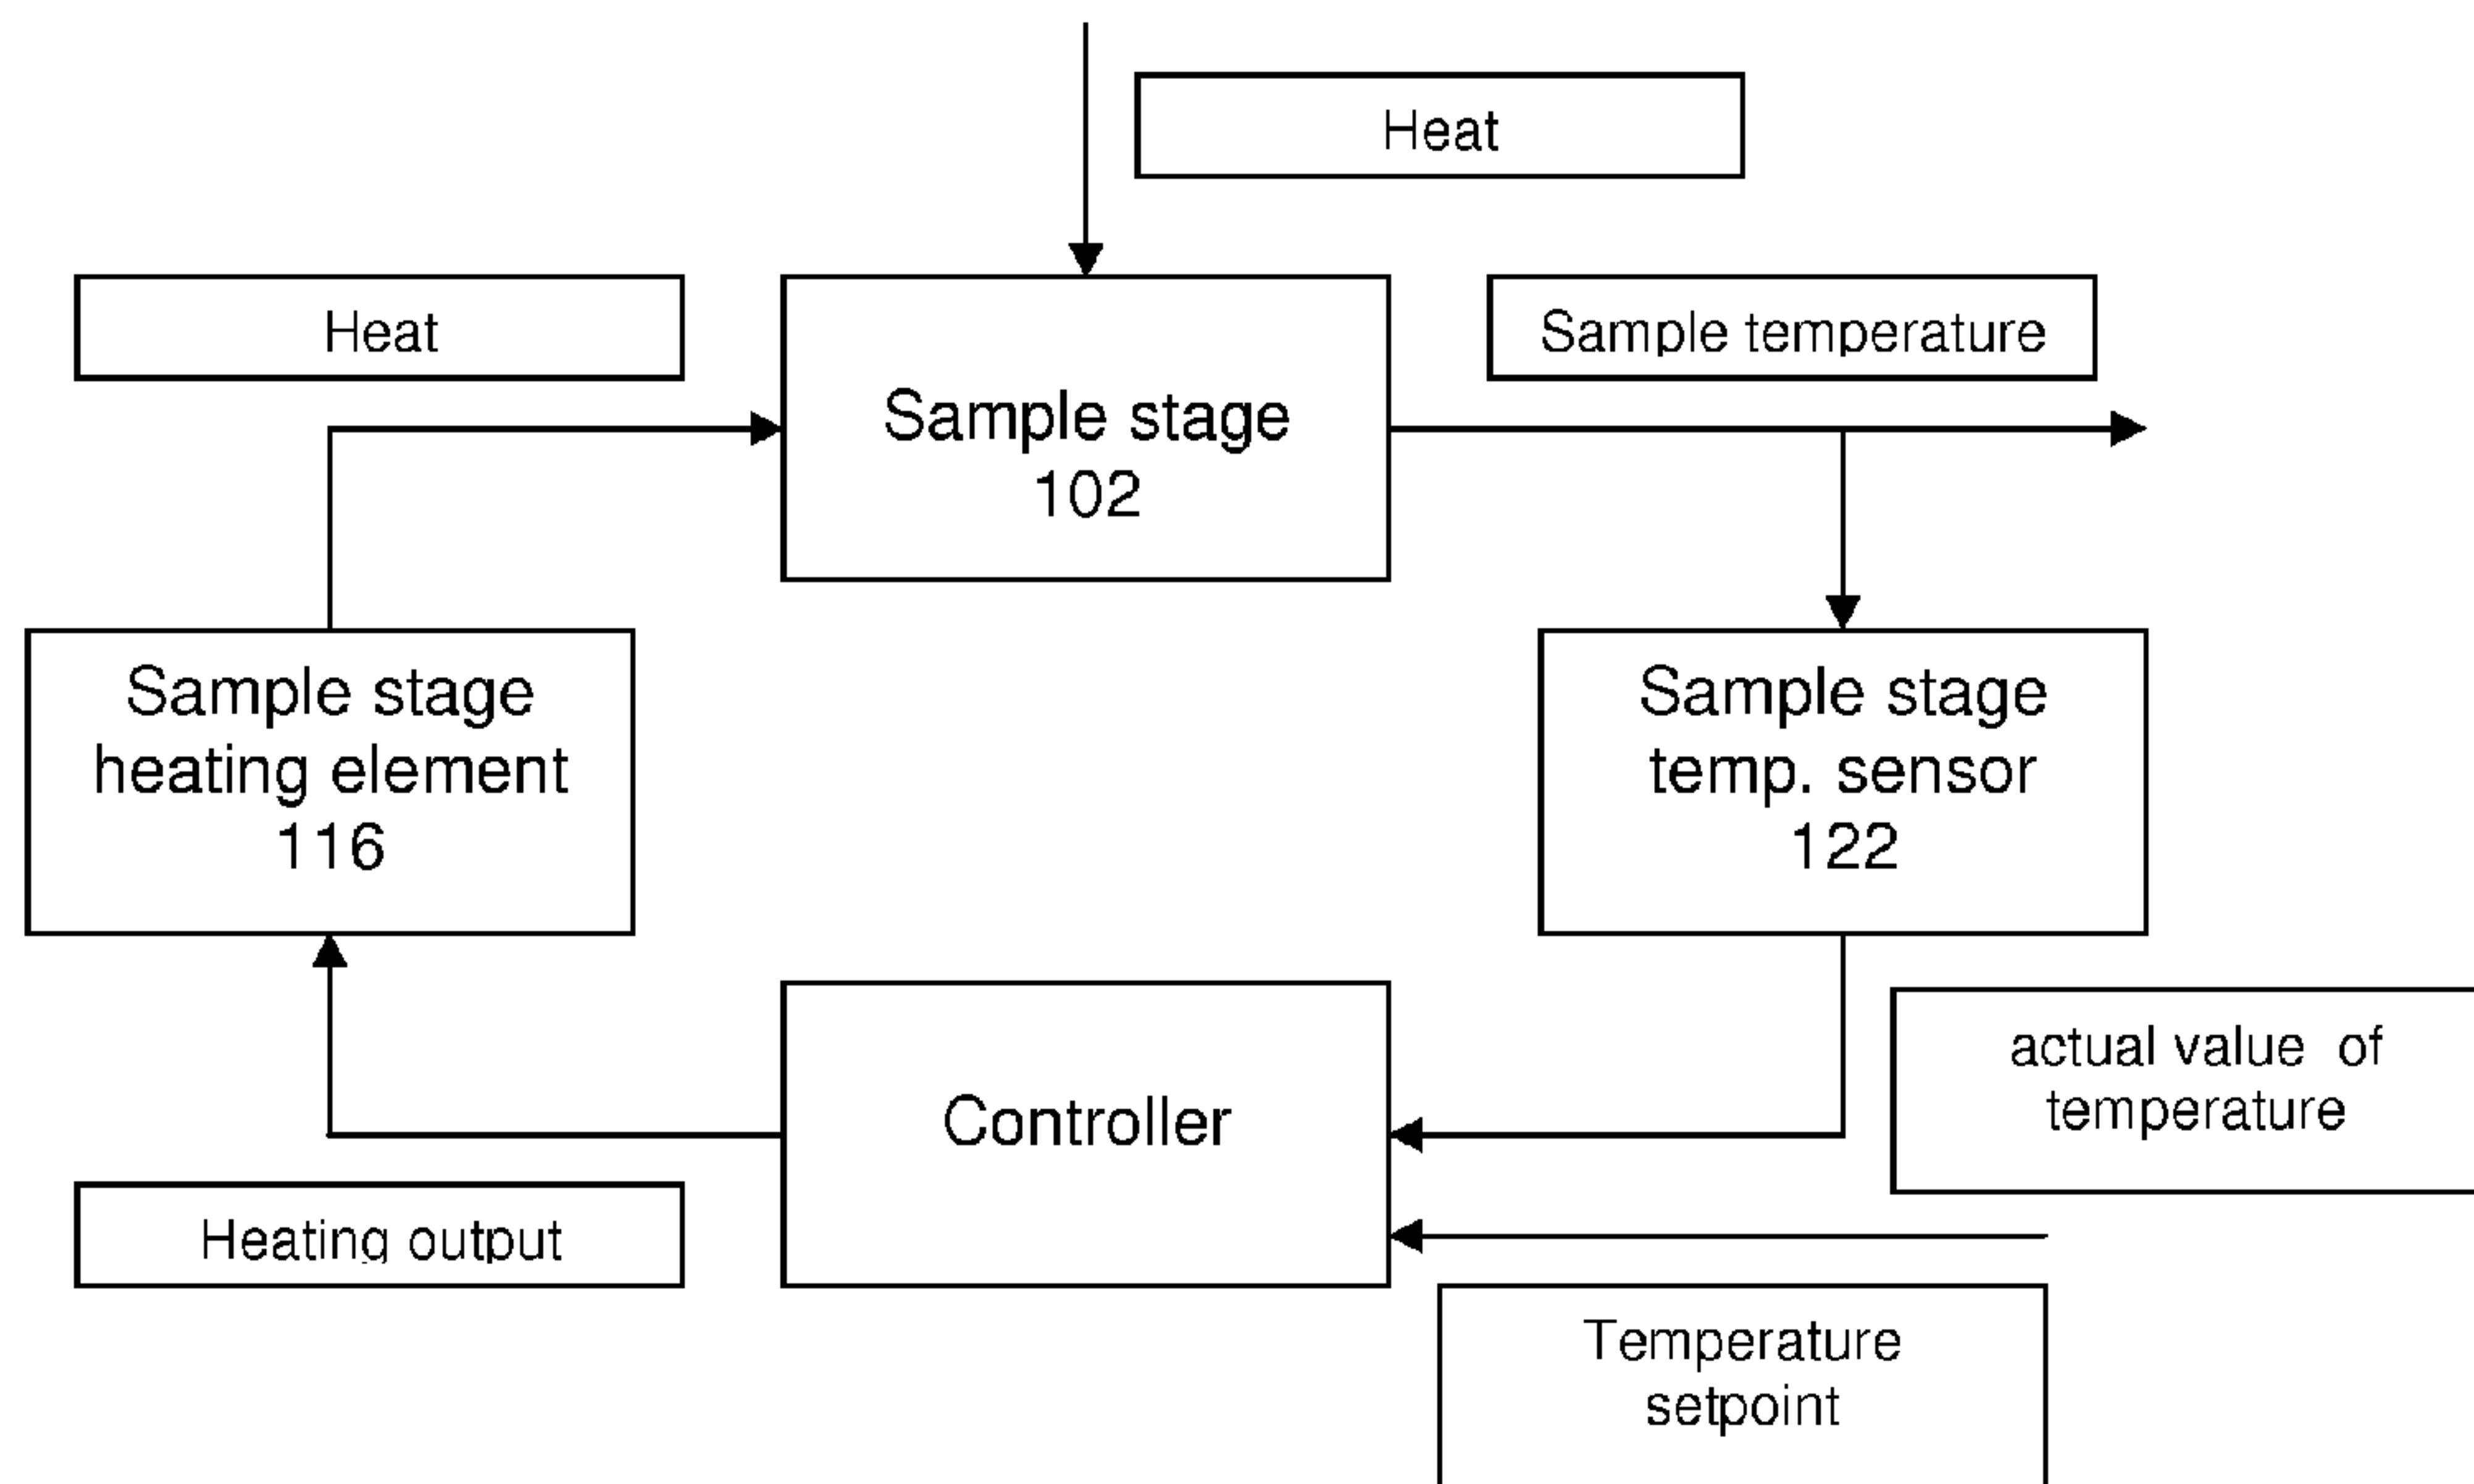 Heat
Heat
Sample temperature
Sample stage
102
Sample stage
heating element
116
Sample stage
temp. sensor
122
actual value of
temperature
Controller
Heating output
Temperature
setpoint